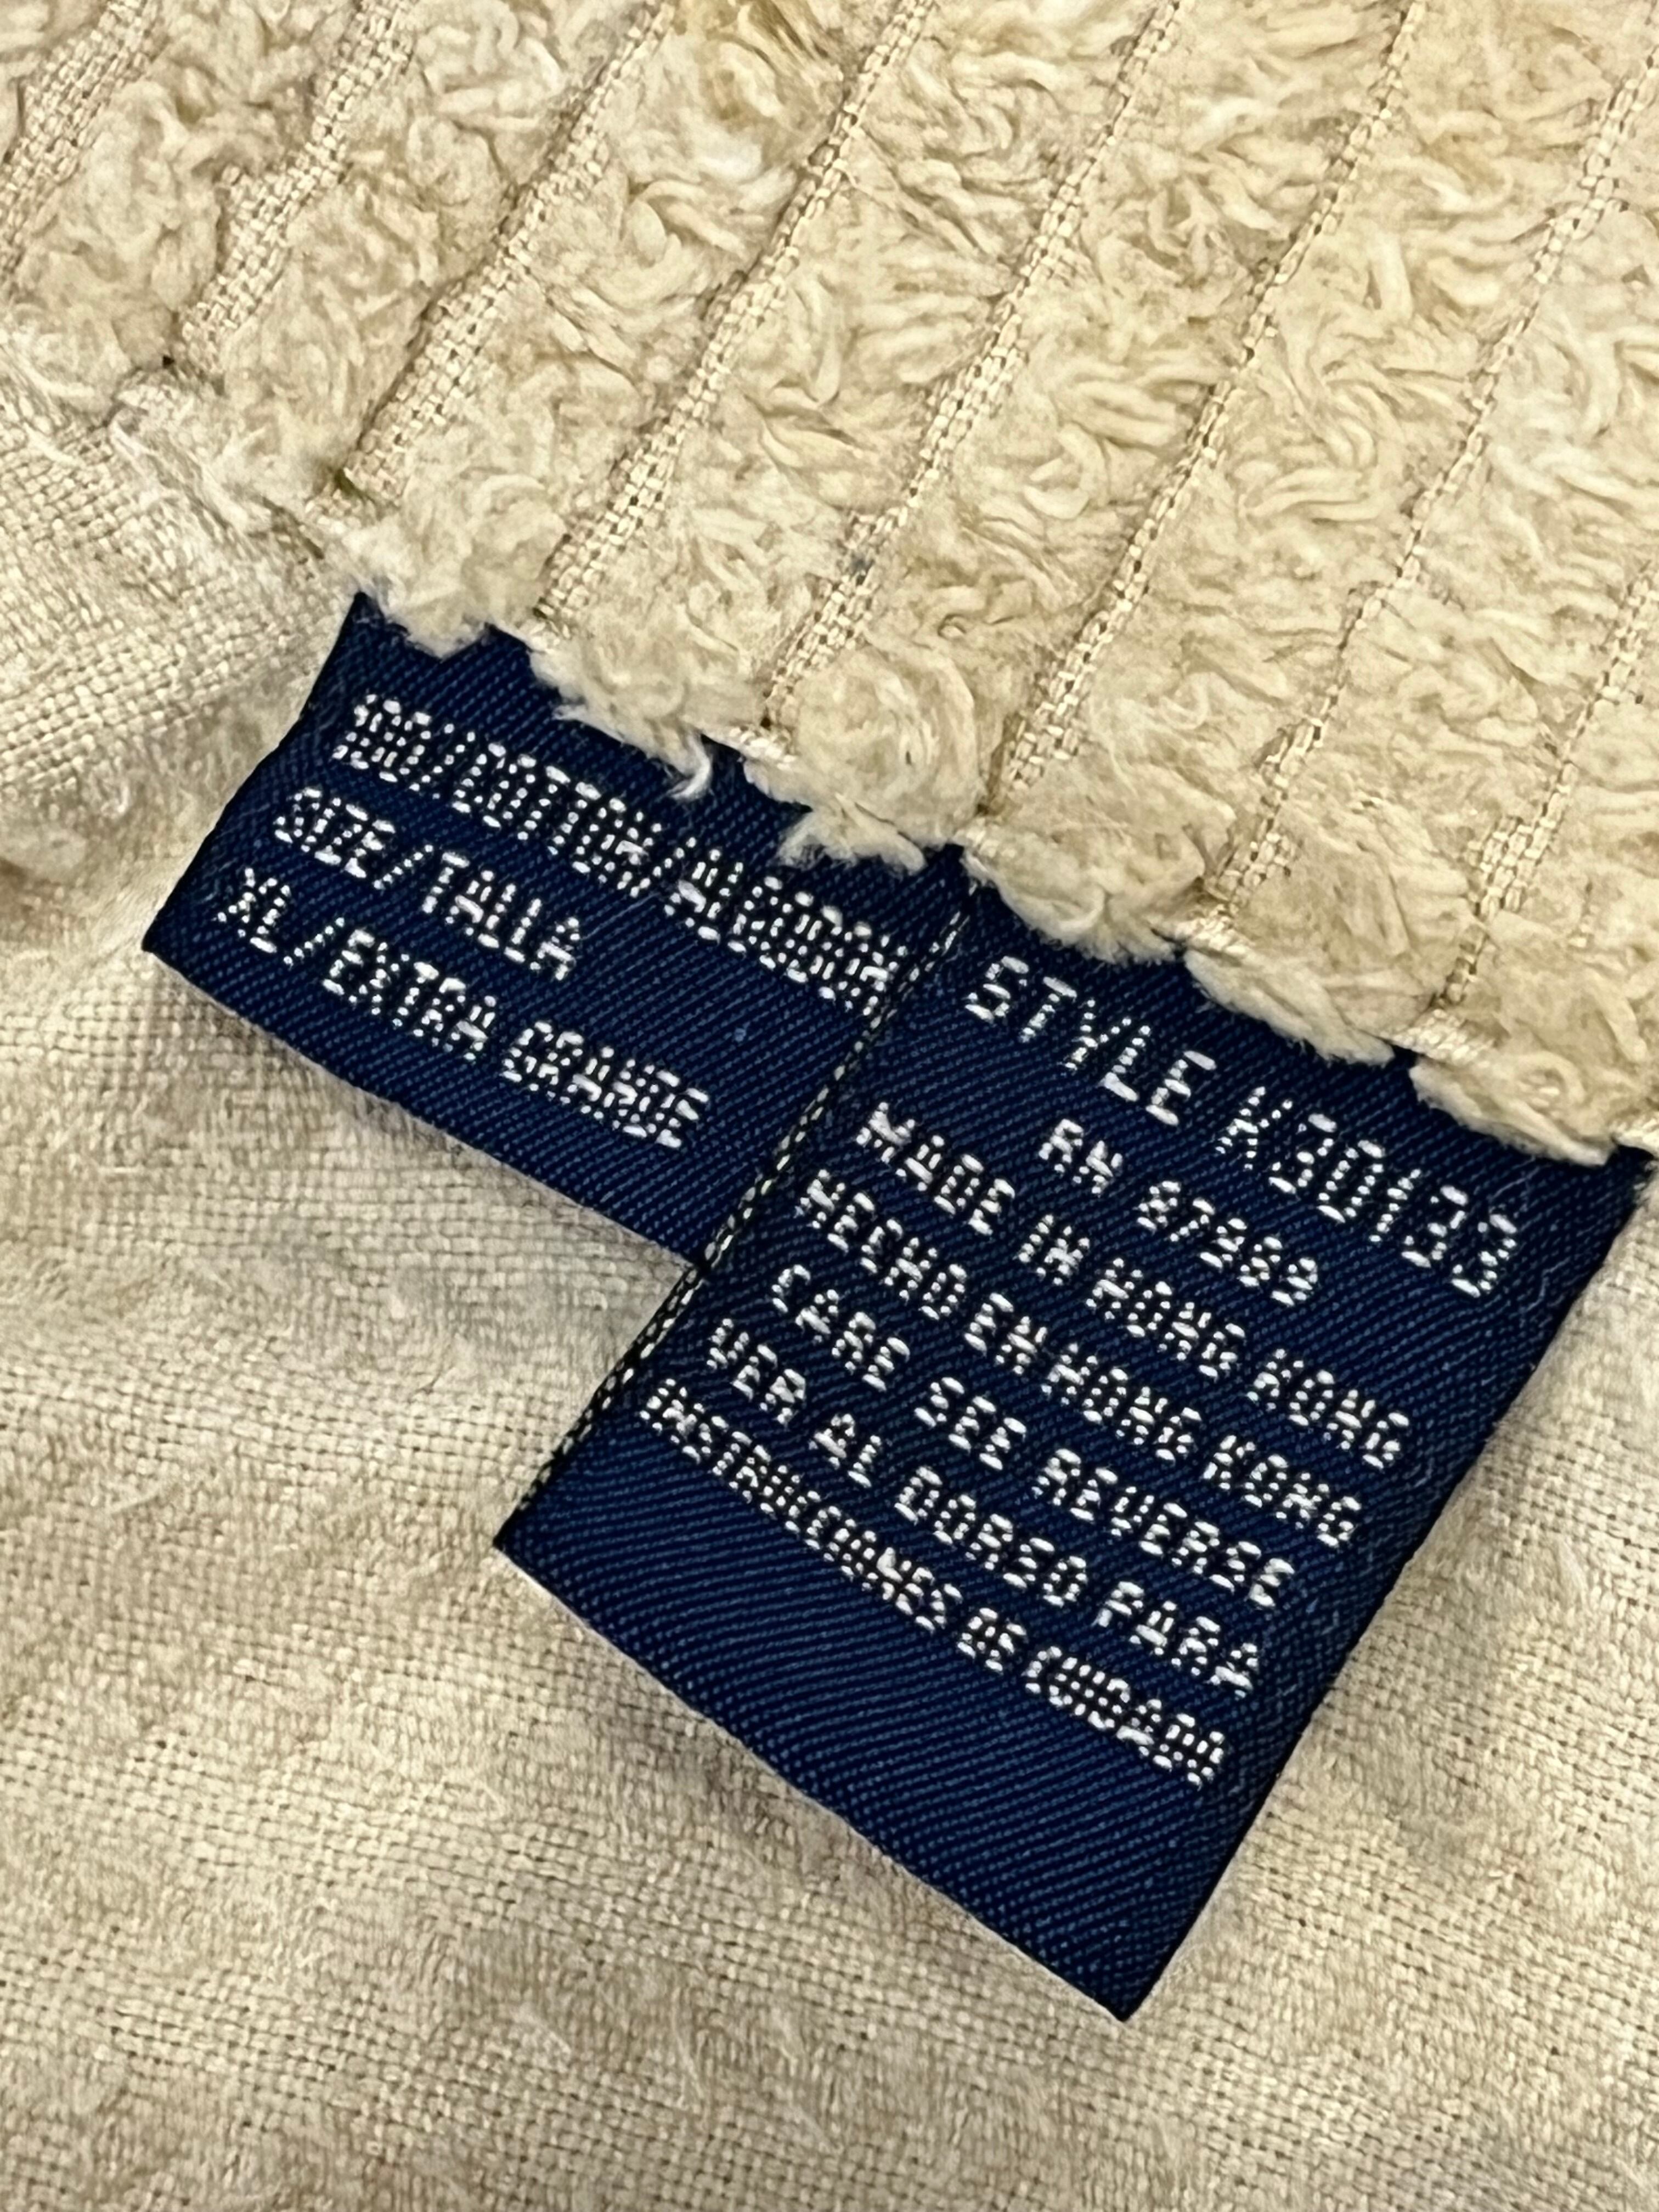 100%COTTON/ALGODON
SIZE/TALLA
XL/EXTRA GRANDE
STYLE K30133
RN 87989
MADE IN HONG KONG
HECHO EN HONG KONG
CARE SEE REVERSE
VER AL DORSO PARA
INSTRUCCIONES DE CUIDADO